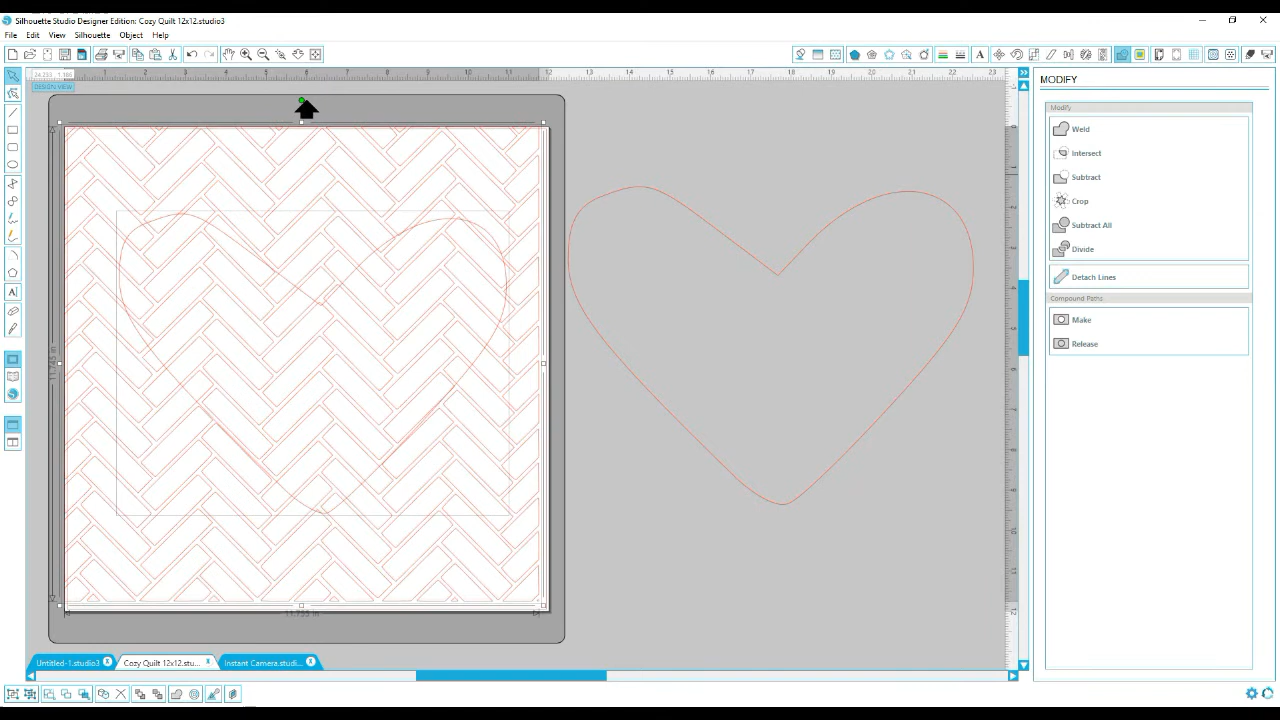 Silhouette Studio Designer Edition: Cozy Quilt 12x12.studio3
File Edit View Silhouette Object Help
DESIGN VIEW
MODIFY
Modify
Weld
Intersect
Subtract
Crop
Subtract All
Divide
Detach Lines
Compound Paths
Make
Release
Untitled-1.studio3
Cozy Quilt 12x12.stu...
Instant Camera.studi...